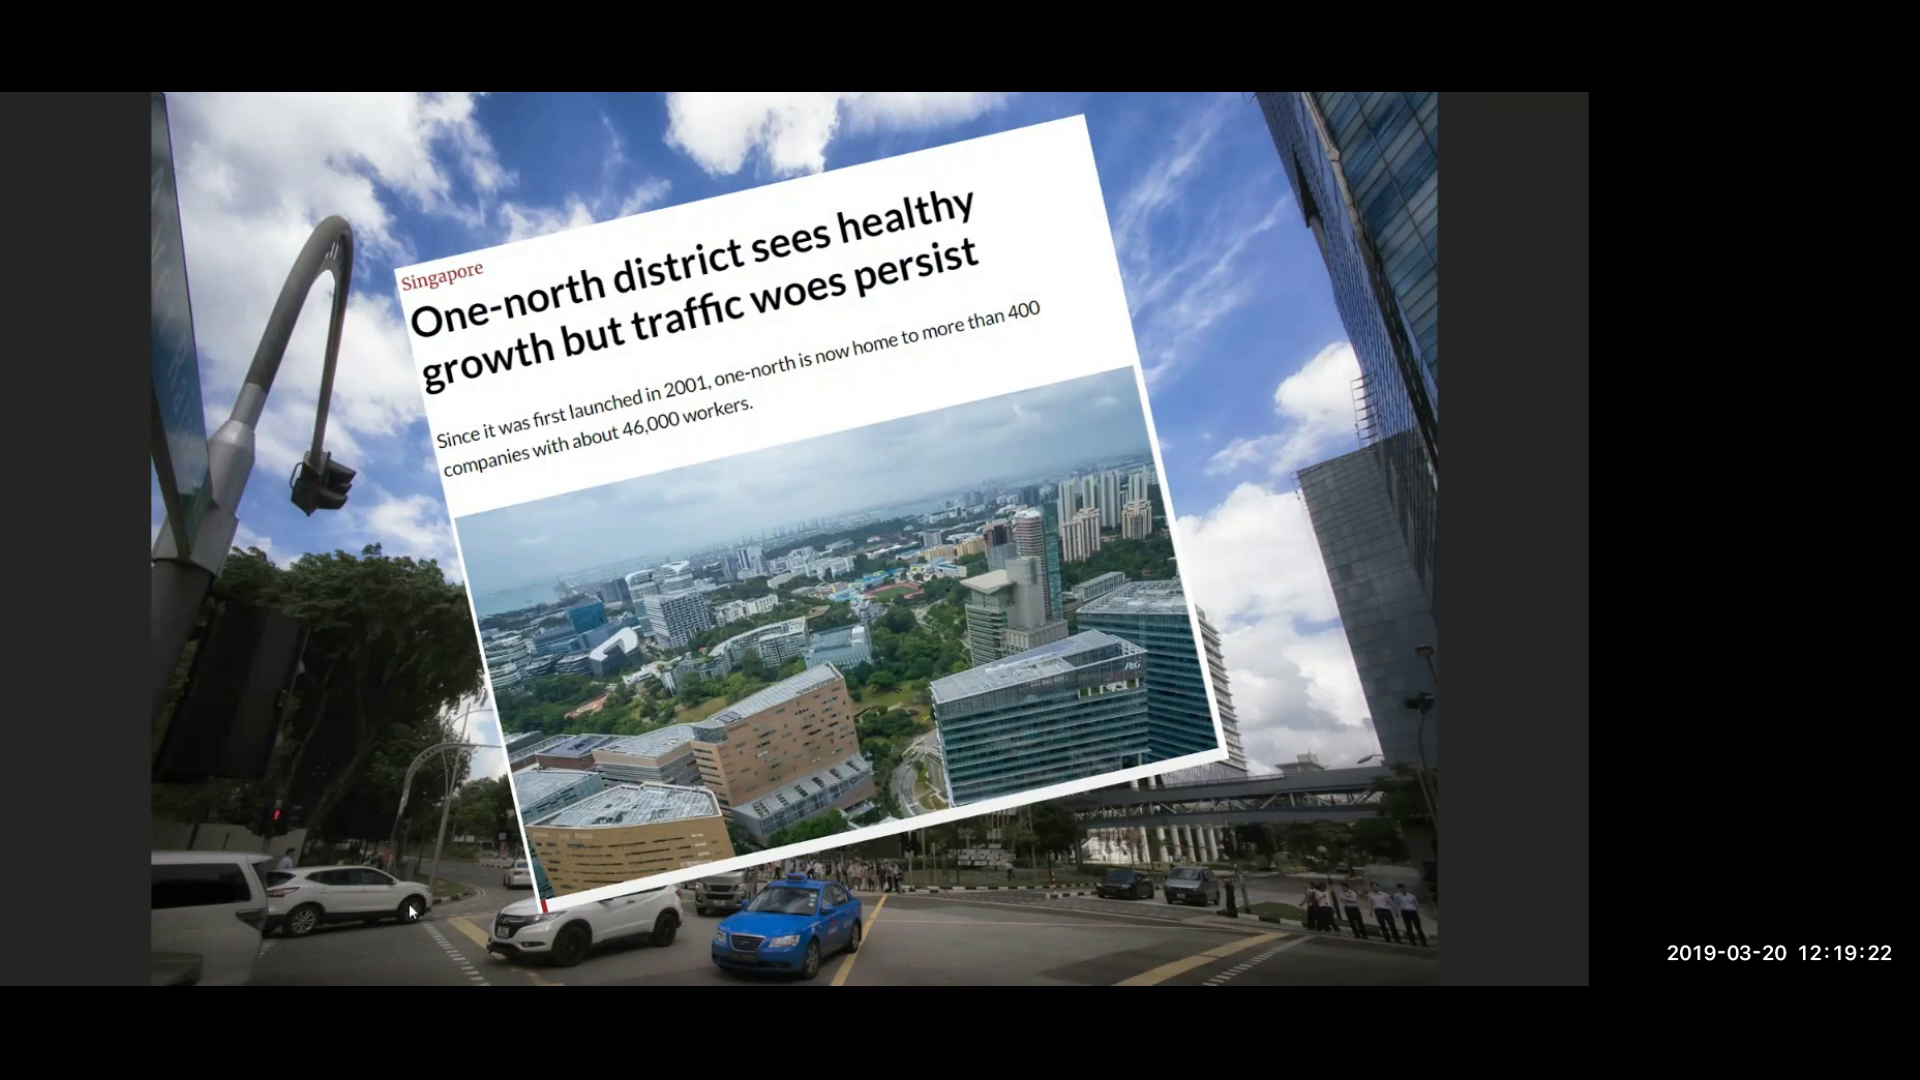 Singapore
One-north district sees healthy
growth but traffic woes persist
Since it was first launched in 2001, one-north is now home to more than 400
companies with about 46,000 workers.
P&G
2019-03-20 12:19:22